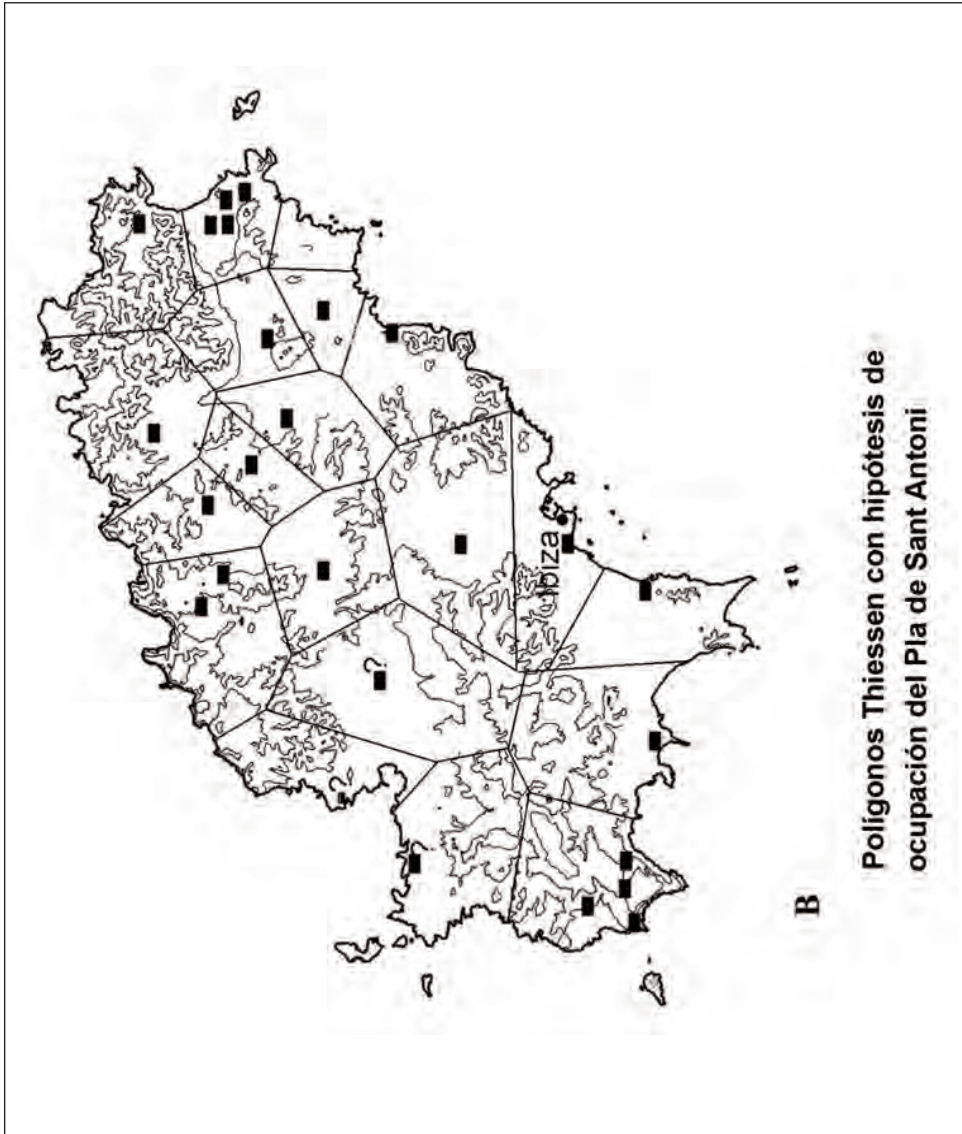 Ibiza
?
?
?
B
Polígonos Thiessen con hipótesis de
ocupación del Pla de Sant Antoni